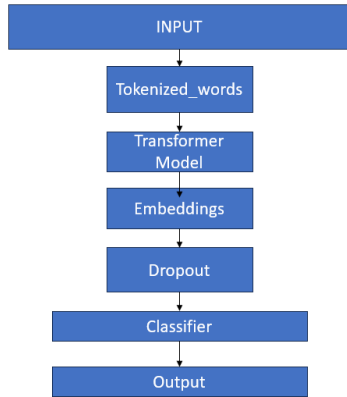 INPUT
Tokenized_words
Transformer
Model
Embeddings
Dropout
Classifier
Output